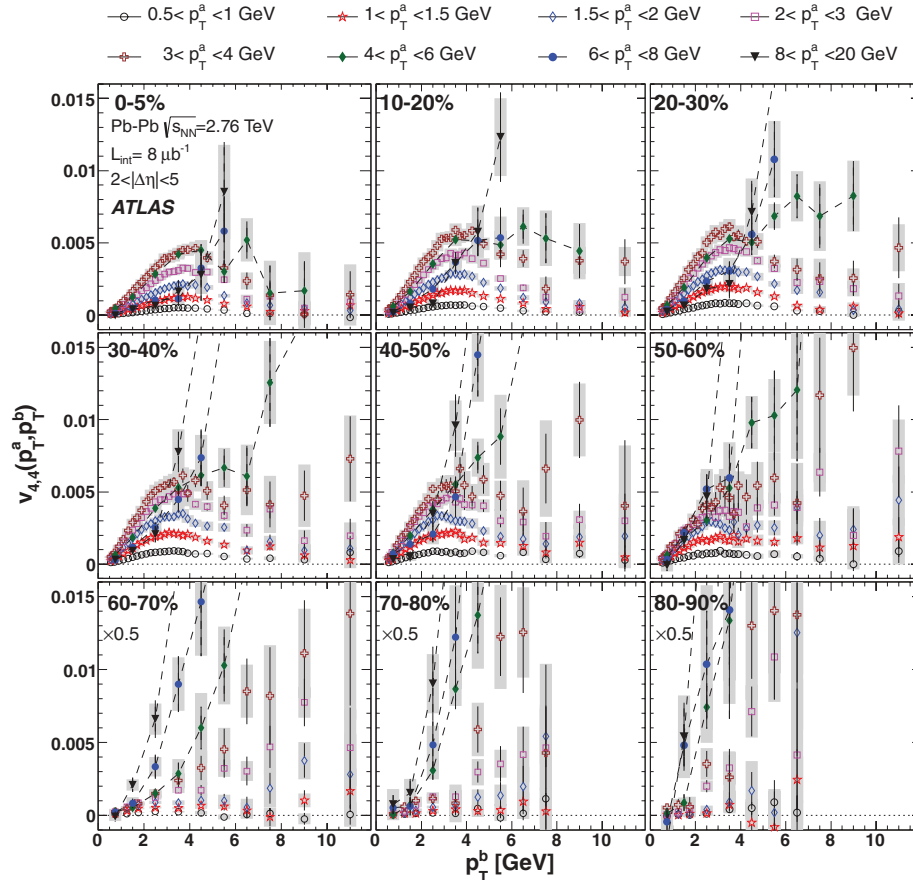 0.5< p_T^a <1 GeV 1< p_T^a <1.5 GeV 1.5< p_T^a <2 GeV 2< p_T^a <3 GeV
3< p_T^a <4 GeV 4< p_T^a <6 GeV 6< p_T^a <8 GeV 8< p_T^a <20 GeV
0-5% 10-20% 20-30%
Pb-Pb √s_NN=2.76 TeV
L_int= 8 μb⁻¹
2<|Δη|<5
ATLAS
0.015
0.01
0.005
0
30-40% 40-50% 50-60%
0.015
0.01
0.005
0
v_4,4(p_T^a,p_T^b)
60-70% 70-80% 80-90%
×0.5 ×0.5 ×0.5
0.015
0.01
0.005
0
0 2 4 6 8 10 0 2 4 6 8 10 0 2 4 6 8 10
p_T^b [GeV]